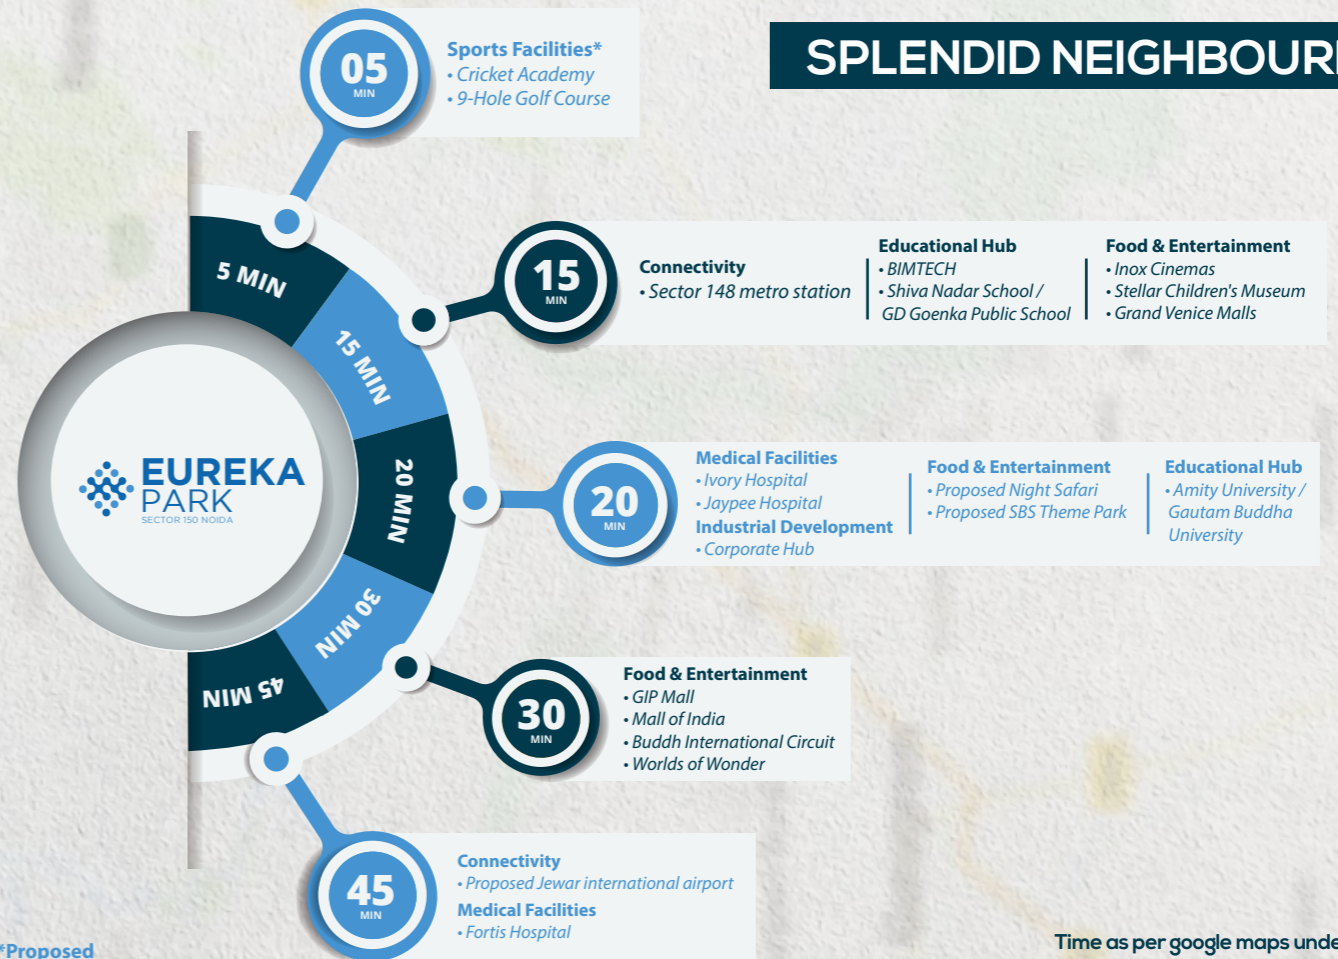 SPLENDID NEIGHBOUR
05
MIN
Sports Facilities*
• Cricket Academy
• 9-Hole Golf Course
5 MIN
15 MIN
20 MIN
30 MIN
45 MIN
EUREKA
PARK
SECTOR 150 NOIDA
15
MIN
Connectivity
• Sector 148 metro station
Educational Hub
• BIMTECH
• Shiva Nadar School /
GD Goenka Public School
Food & Entertainment
• Inox Cinemas
• Stellar Children's Museum
• Grand Venice Malls
20
MIN
Medical Facilities
• Ivory Hospital
• Jaypee Hospital
Industrial Development
• Corporate Hub
Food & Entertainment
• Proposed Night Safari
• Proposed SBS Theme Park
Educational Hub
• Amity University /
Gautam Buddha
University
30
MIN
Food & Entertainment
• GIP Mall
• Mall of India
• Buddh International Circuit
• Worlds of Wonder
45
MIN
Connectivity
• Proposed Jewar international airport
Medical Facilities
• Fortis Hospital
*Proposed
Time as per google maps unde